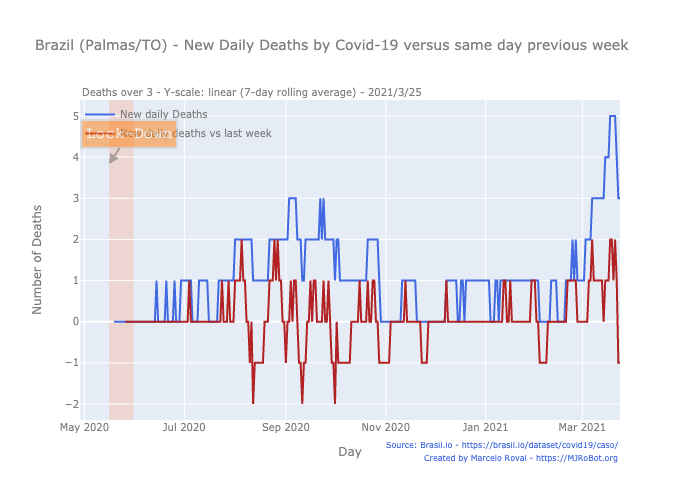 Brazil (Palmas/TO) - New Daily Deaths by Covid-19 versus same day previous week
Deaths over 3 - Y-scale: linear (7-day rolling average) - 2021/3/25
New daily Deaths
Lock Down
deaths vs last week
5
4
3
2
1
0
−1
−2
Number of Deaths
May 2020
Jul 2020
Sep 2020
Nov 2020
Jan 2021
Mar 2021
Day
Source: Brasil.io - https://brasil.io/dataset/covid19/caso/
Created by Marcelo Rovai - https://MJRoBot.org